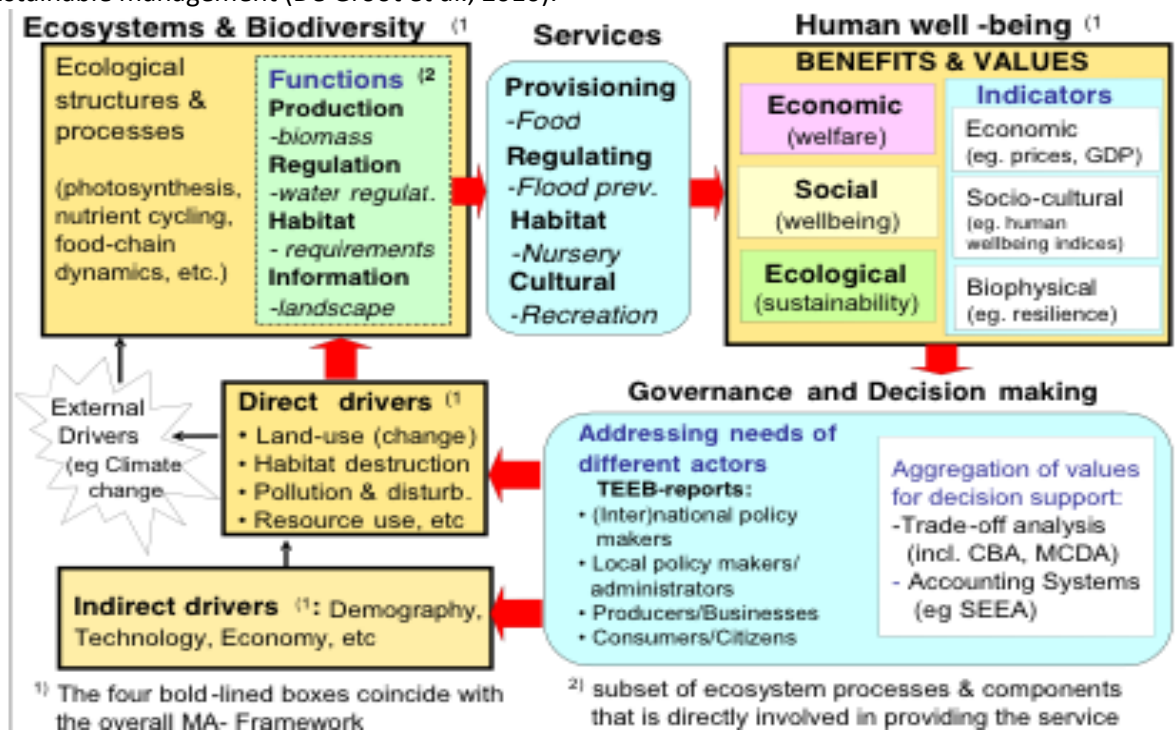 stainable management (De Groot et al., 2010).
Ecosystems & Biodiversity (1
Ecological
structures &
processes
(photosynthesis,
nutrient cycling,
food-chain
dynamics, etc.)
Functions (2
Production
-biomass
Regulation
-water regulat.
Habitat
- requirements
Information
-landscape
Services
Provisioning
-Food
Regulating
-Flood prev.
Habitat
-Nursery
Cultural
-Recreation
Human well -being (1
BENEFITS & VALUES
Economic
(welfare)
Social
(wellbeing)
Ecological
(sustainability)
Indicators
Economic
(eg. prices, GDP)
Socio-cultural
(eg. human
wellbeing indices)
Biophysical
(eg. resilience)
External
Drivers
(eg Climate
change
Direct drivers (1
• Land-use (change)
• Habitat destruction
• Pollution & disturb.
• Resource use, etc
Governance and Decision making
Addressing needs of
different actors
TEEB-reports:
• (Inter)national policy
makers
• Local policy makers/
administrators
• Producers/Businesses
• Consumers/Citizens
Aggregation of values
for decision support:
-Trade-off analysis
(incl. CBA, MCDA)
- Accounting Systems
(eg SEEA)
Indirect drivers (1: Demography,
Technology, Economy, etc
1) The four bold-lined boxes coincide with
the overall MA- Framework
2) subset of ecosystem processes & components
that is directly involved in providing the service